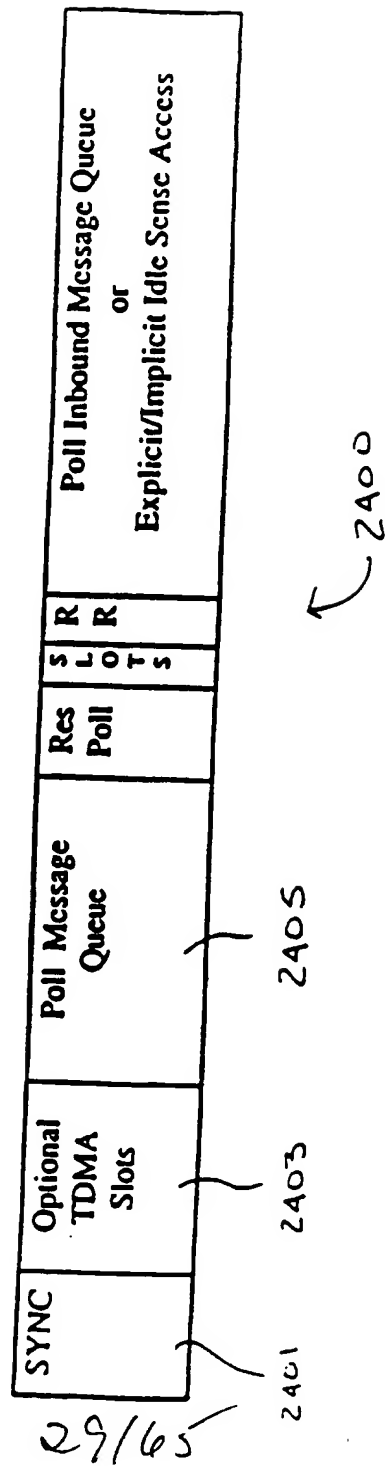 SYNC
Optional
TDMA
Slots
Poll Message
Queue
Res
Poll
S
L
O
T
S
R
R
Poll Inbound Message Queue
or
Explicit/Implicit Idle Sense Access
2401
2403
2405
2400
29/65